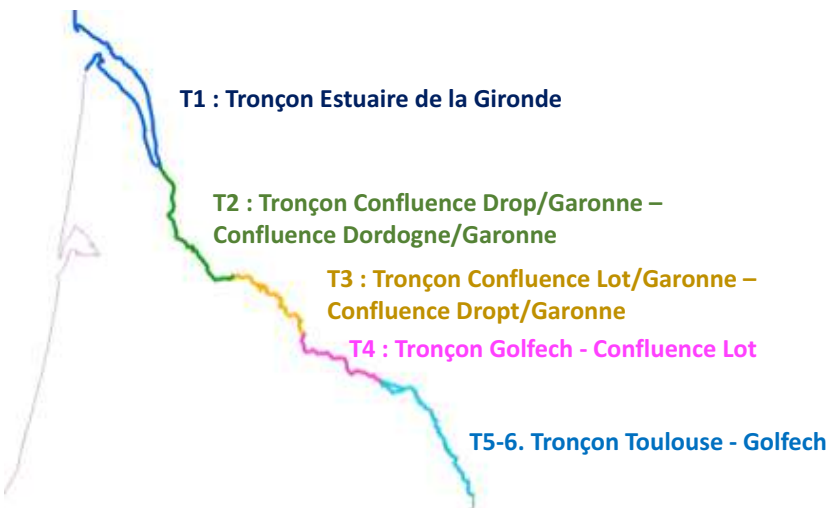 T1 : Tronçon Estuaire de la Gironde
T2 : Tronçon Confluence Drop/Garonne –
Confluence Dordogne/Garonne
T3 : Tronçon Confluence Lot/Garonne –
Confluence Dropt/Garonne
T4 : Tronçon Golfech - Confluence Lot
T5-6. Tronçon Toulouse - Golfech